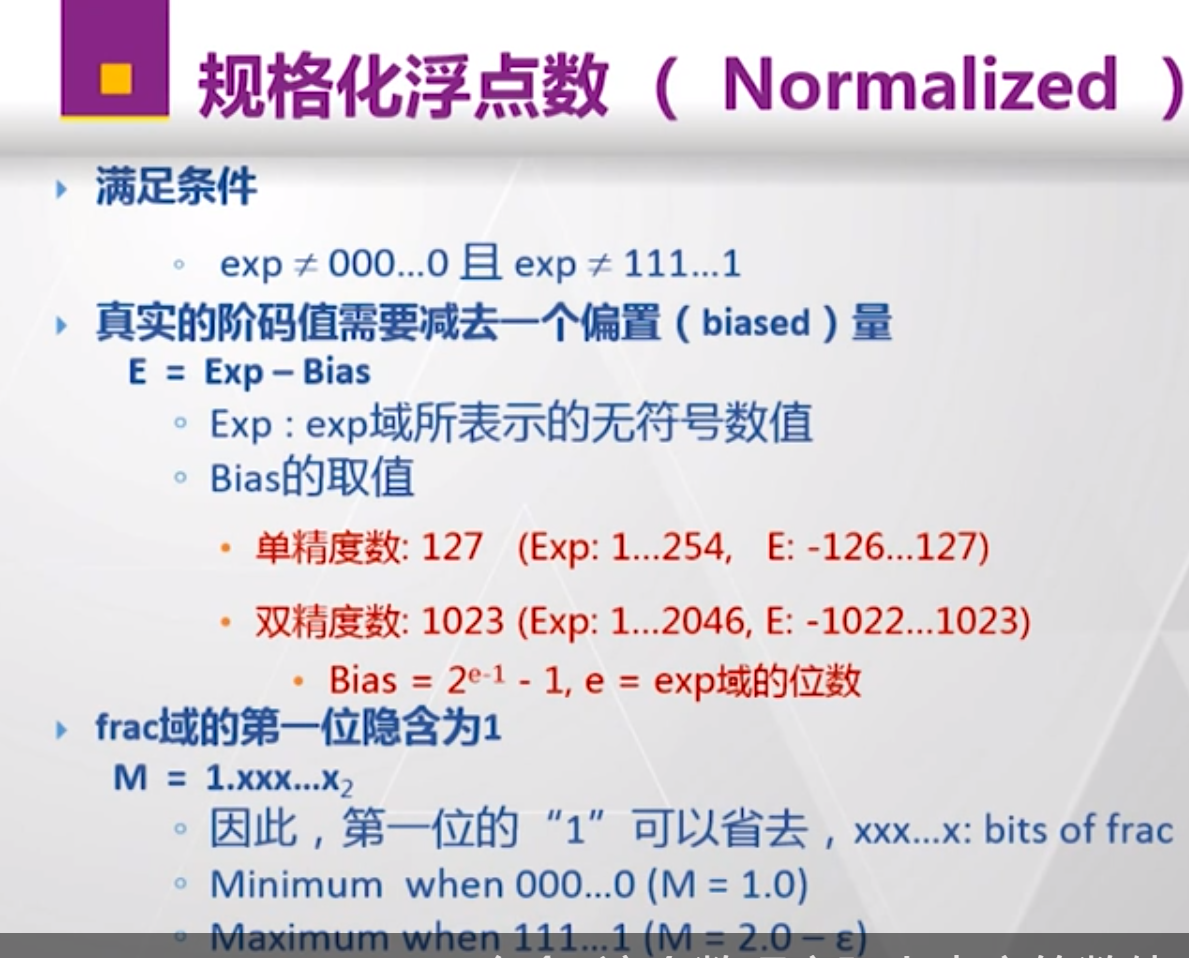 规格化浮点数 ( Normalized )
满足条件
exp ≠ 000...0 且 exp ≠ 111...1
真实的阶码值需要减去一个偏置 ( biased ) 量
E = Exp – Bias
Exp : exp域所表示的无符号数值
Bias的取值
单精度数: 127 (Exp: 1...254, E: -126...127)
双精度数: 1023 (Exp: 1...2046, E: -1022...1023)
Bias = 2ᵉ⁻¹ - 1, e = exp域的位数
frac域的第一位隐含为1
M = 1.xxx...x₂
因此，第一位的“1”可以省去，xxx...x: bits of frac
Minimum when 000...0 (M = 1.0)
Maximum when 111...1 (M = 2.0 – ε)